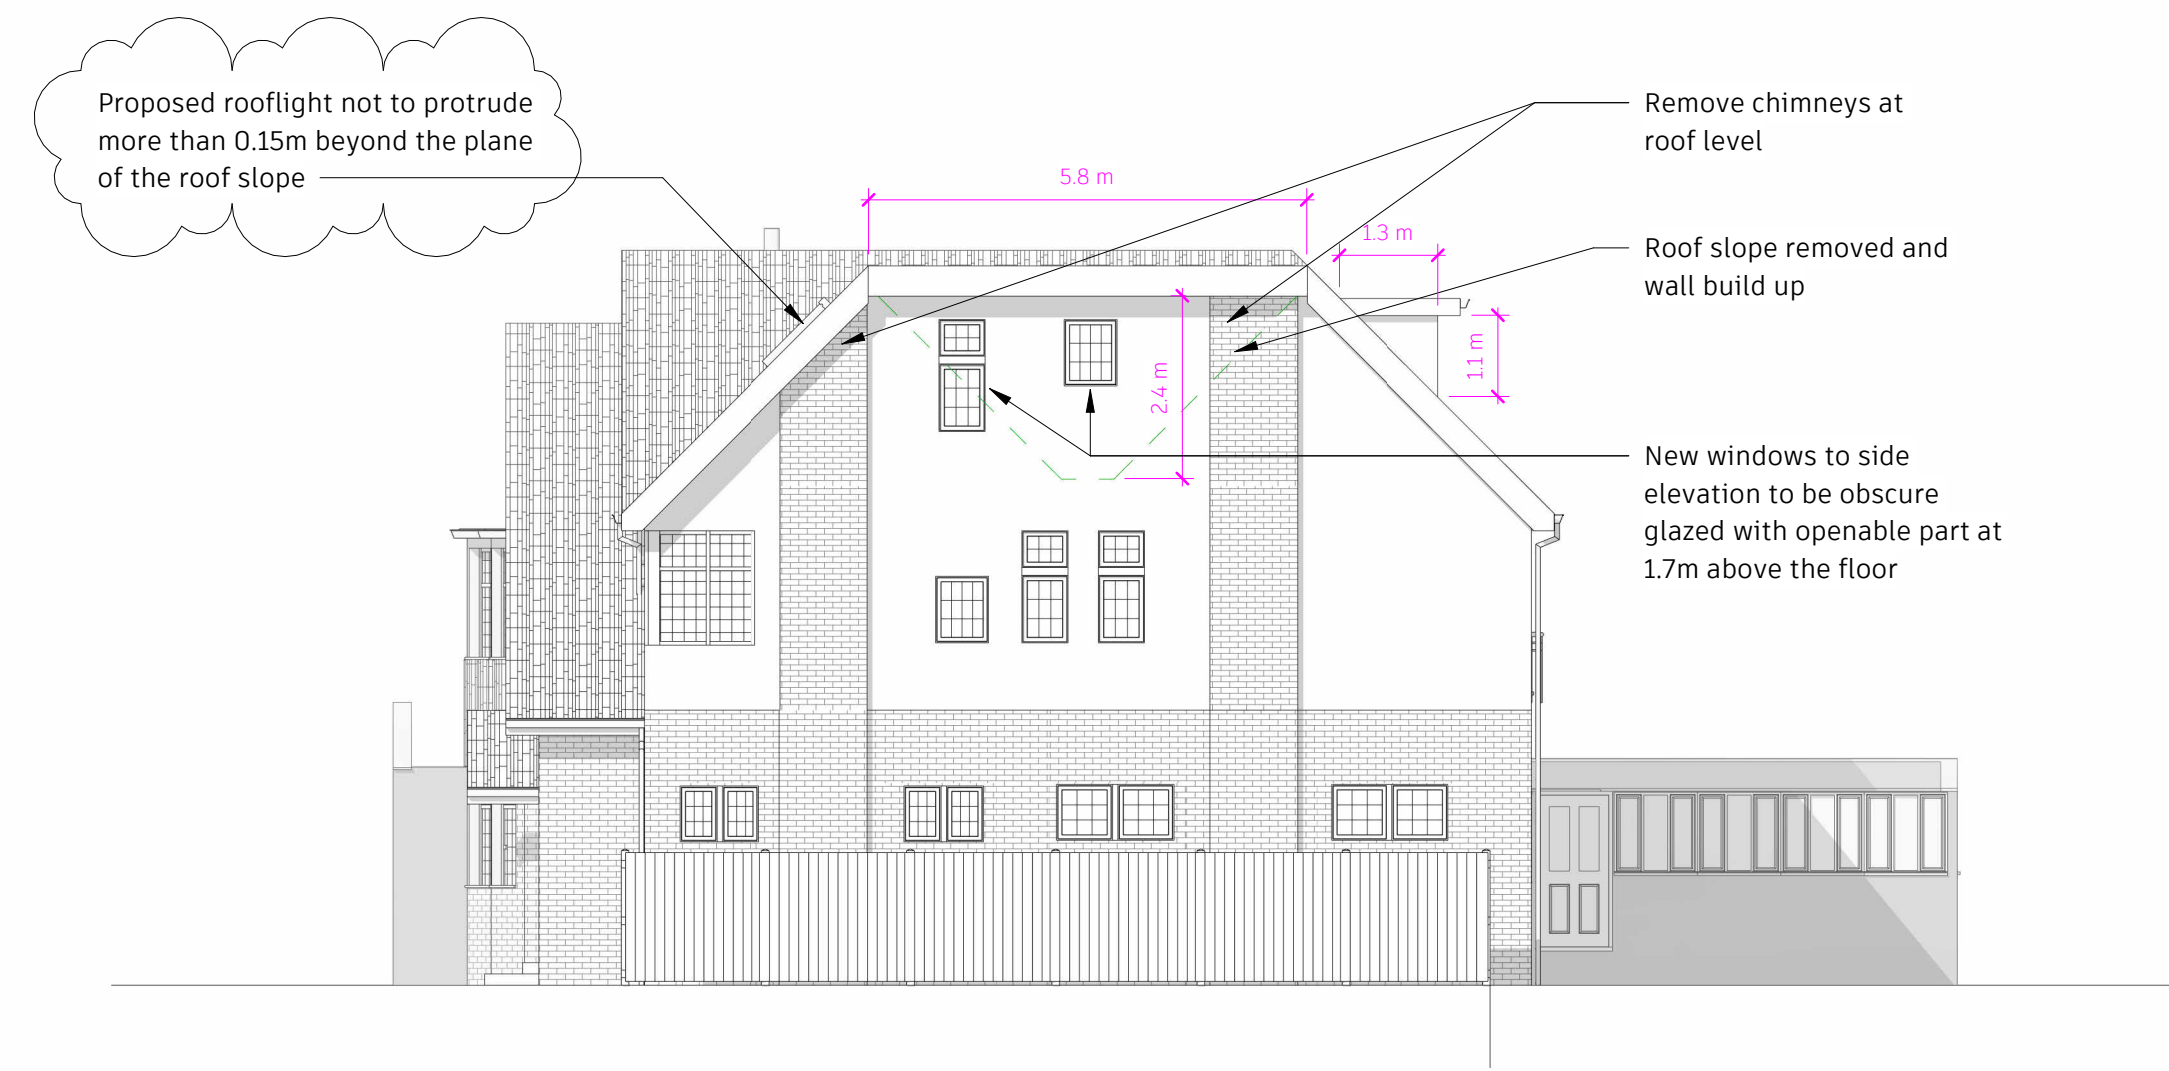 Proposed rooflight not to protrude
more than 0.15m beyond the plane
of the roof slope
5.8 m
1.3 m
1.1 m
2.4 m
Remove chimneys at
roof level
Roof slope removed and
wall build up
New windows to side
elevation to be obscure
glazed with openable part at
1.7m above the floor